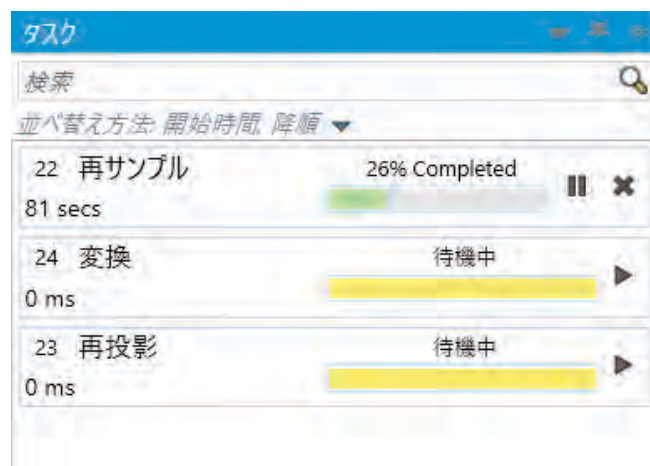 タスク
検索
並べ替え方法: 開始時間, 降順
22 再サンプル 26% Completed
81 secs
24 変換 待機中
0 ms
23 再投影 待機中
0 ms